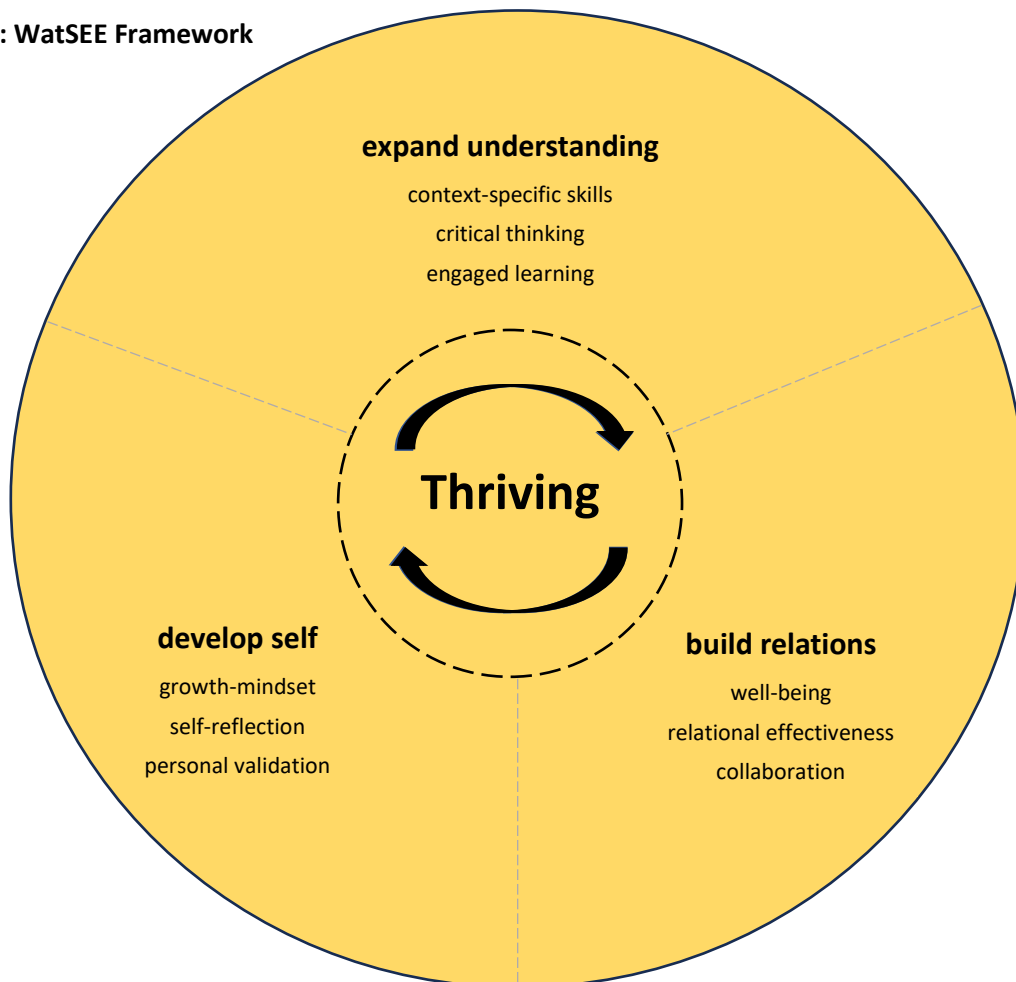 : WatSEE Framework
expand understanding
context-specific skills
critical thinking
engaged learning
Thriving
develop self
growth-mindset
self-reflection
personal validation
build relations
well-being
relational effectiveness
collaboration